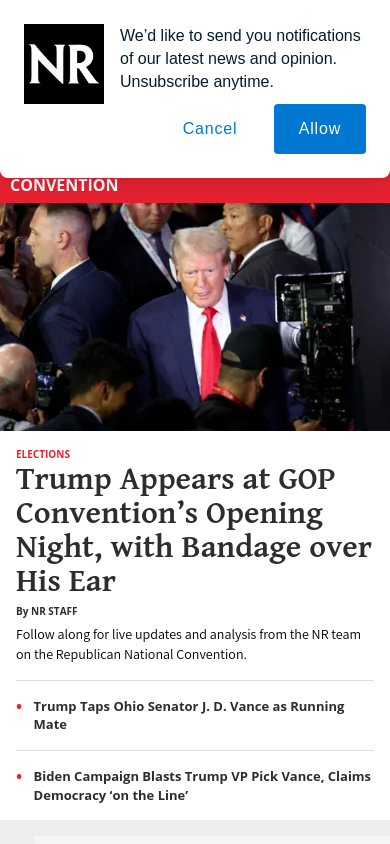 NR
We’d like to send you notifications
of our latest news and opinion.
Unsubscribe anytime.
Cancel
Allow
CONVENTION
ELECTIONS
Trump Appears at GOP
Convention’s Opening
Night, with Bandage over
His Ear
By NR STAFF
Follow along for live updates and analysis from the NR team
on the Republican National Convention.
• Trump Taps Ohio Senator J. D. Vance as Running
Mate
• Biden Campaign Blasts Trump VP Pick Vance, Claims
Democracy ‘on the Line’